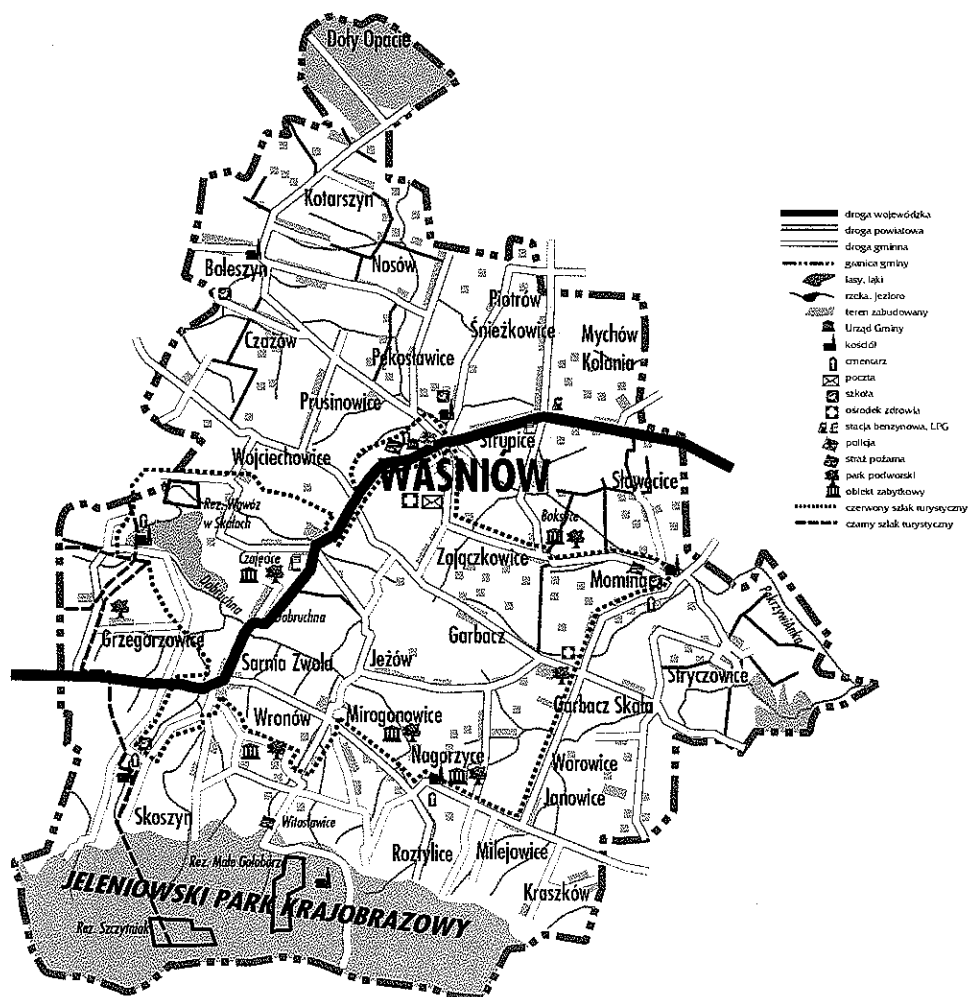 Doły Opacie
Kotarszyn
Nosów
Boleszyn
Piotrów
Śnieżkowice
Mychów
Kolonia
Czażów
Pękosławice
Prusinowice
Strupice
Wojciechowice
WAŚNIÓW
Sławęcice
Rez. Wąwóz
w Skałach
Boksyce
Czajęcice
Zajączkowice
Momina
Dobruchna
Dobruchna
Pokrzywianka
Grzegorzowice
Garbacz
Sarnia Zwola
Jeżów
Stryczowice
Garbacz Skała
Wronów
Mirogonowice
Nagorzyce
Worowice
Janowice
Skoszyn
Witosławice
Roztylice
Milejowice
Rez. Małe Gołoborze
Kraszków
JELENIOWSKI PARK KRAJOBRAZOWY
Rez. Szczytniak
droga wojewódzka
droga powiatowa
droga gminna
granica gminy
lasy, łąki
rzeka, jezioro
teren zabudowany
Urząd Gminy
kościół
cmentarz
poczta
szkoła
ośrodek zdrowia
stacja benzynowa, LPG
policja
straż pożarna
park podworski
obiekt zabytkowy
czerwony szlak turystyczny
czarny szlak turystyczny